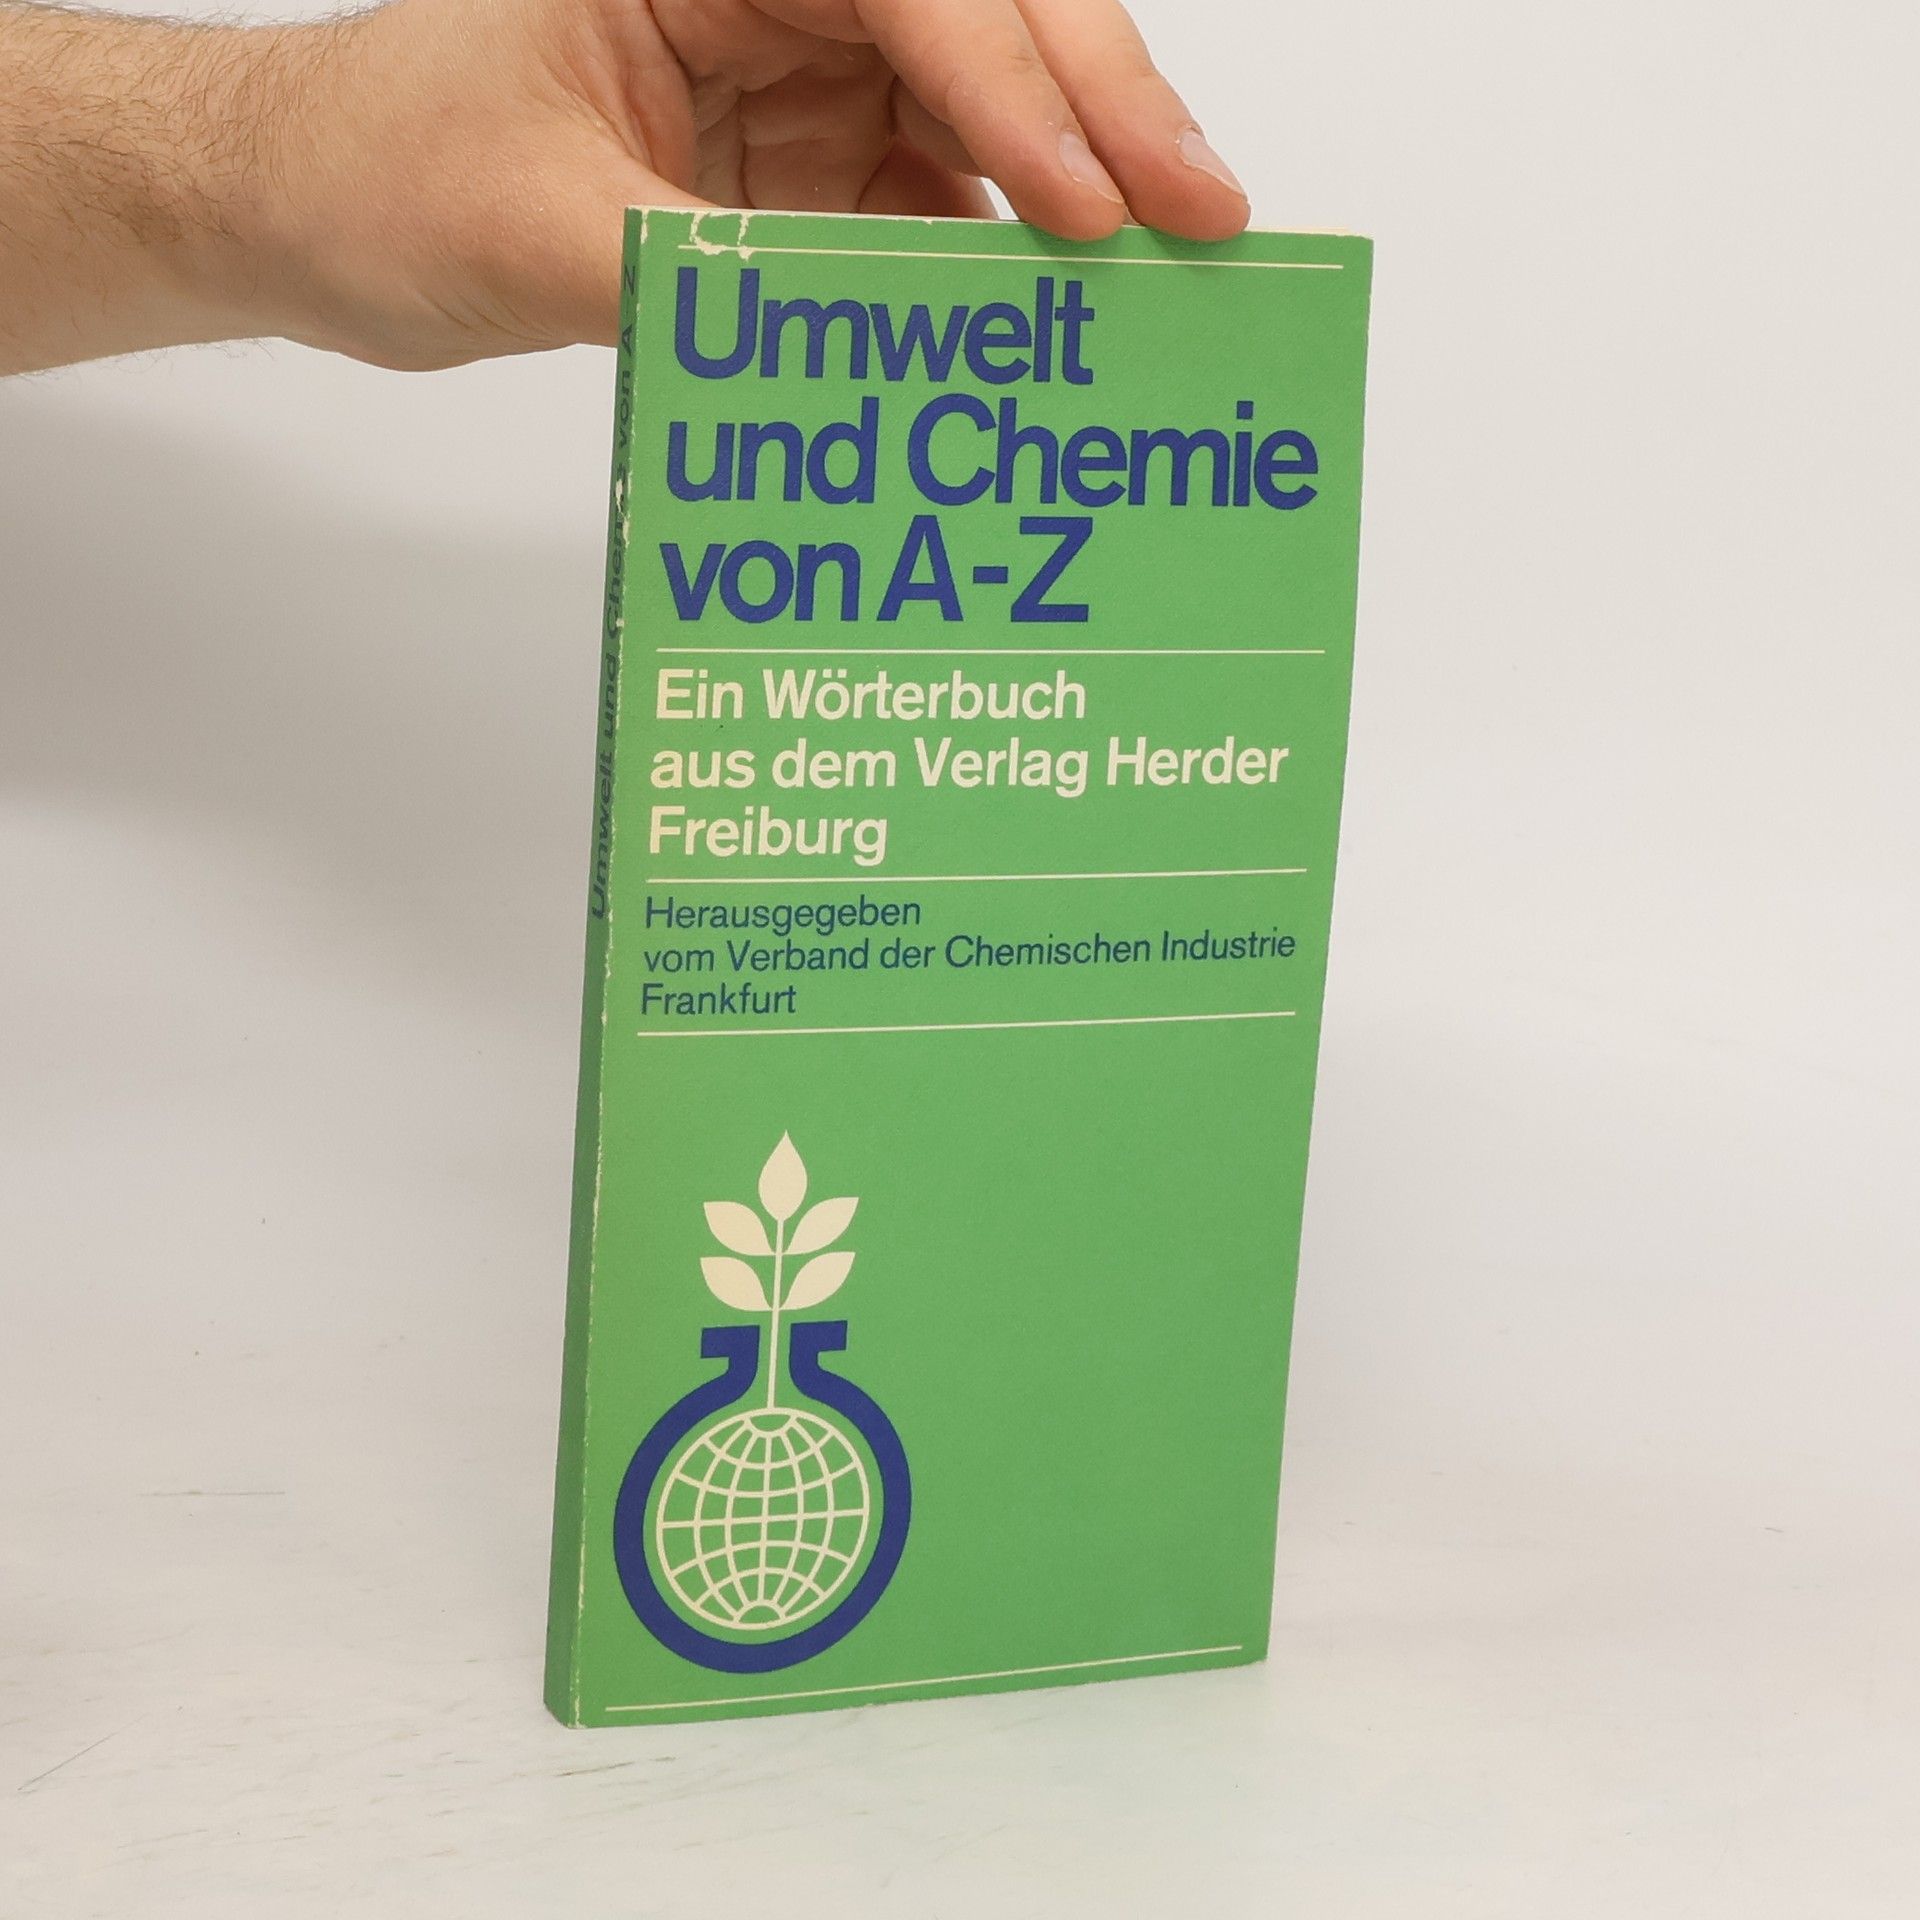 Umwelt
und Chemie
von A-Z
Ein Wörterbuch
aus dem Verlag Herder
Freiburg
Herausgegeben
vom Verband der Chemischen Industrie
Frankfurt
Umwelt und Chemie von A-Z